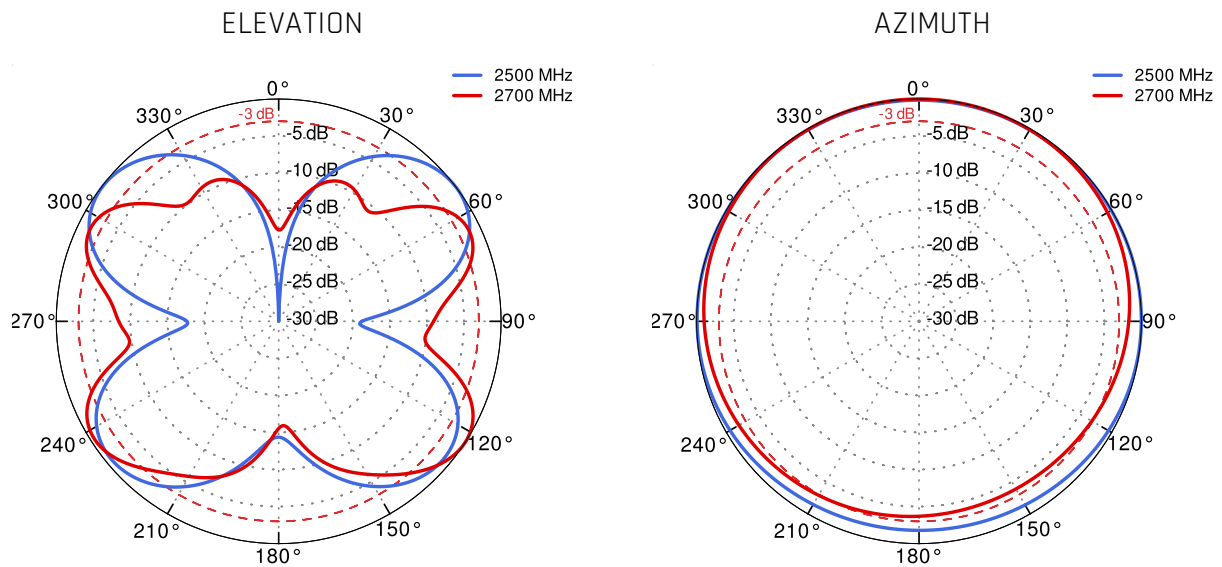 ELEVATION
2500 MHz
2700 MHz
0°
330°
-3 dB
30°
-5 dB
-10 dB
300°
60°
-15 dB
-20 dB
-25 dB
270°
-30 dB
90°
240°
120°
210°
150°
180°
AZIMUTH
2500 MHz
2700 MHz
0°
330°
-3 dB
30°
-5 dB
-10 dB
300°
60°
-15 dB
-20 dB
-25 dB
270°
-30 dB
90°
240°
120°
210°
150°
180°